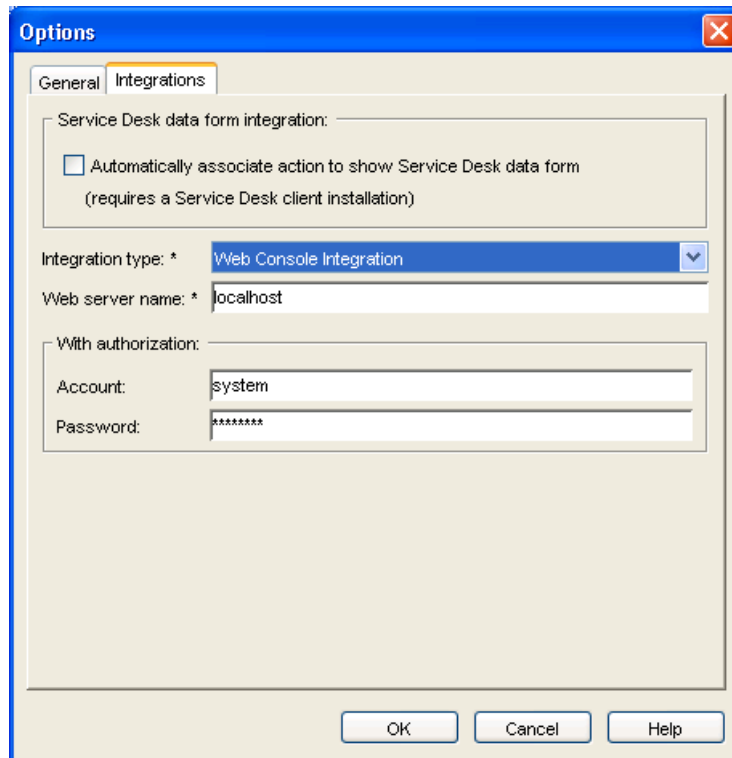 Options
General Integrations
Service Desk data form integration:
Automatically associate action to show Service Desk data form
(requires a Service Desk client installation)
Integration type: * Web Console Integration
Web server name: * localhost
With authorization:
Account: system
Password: ********
OK Cancel Help